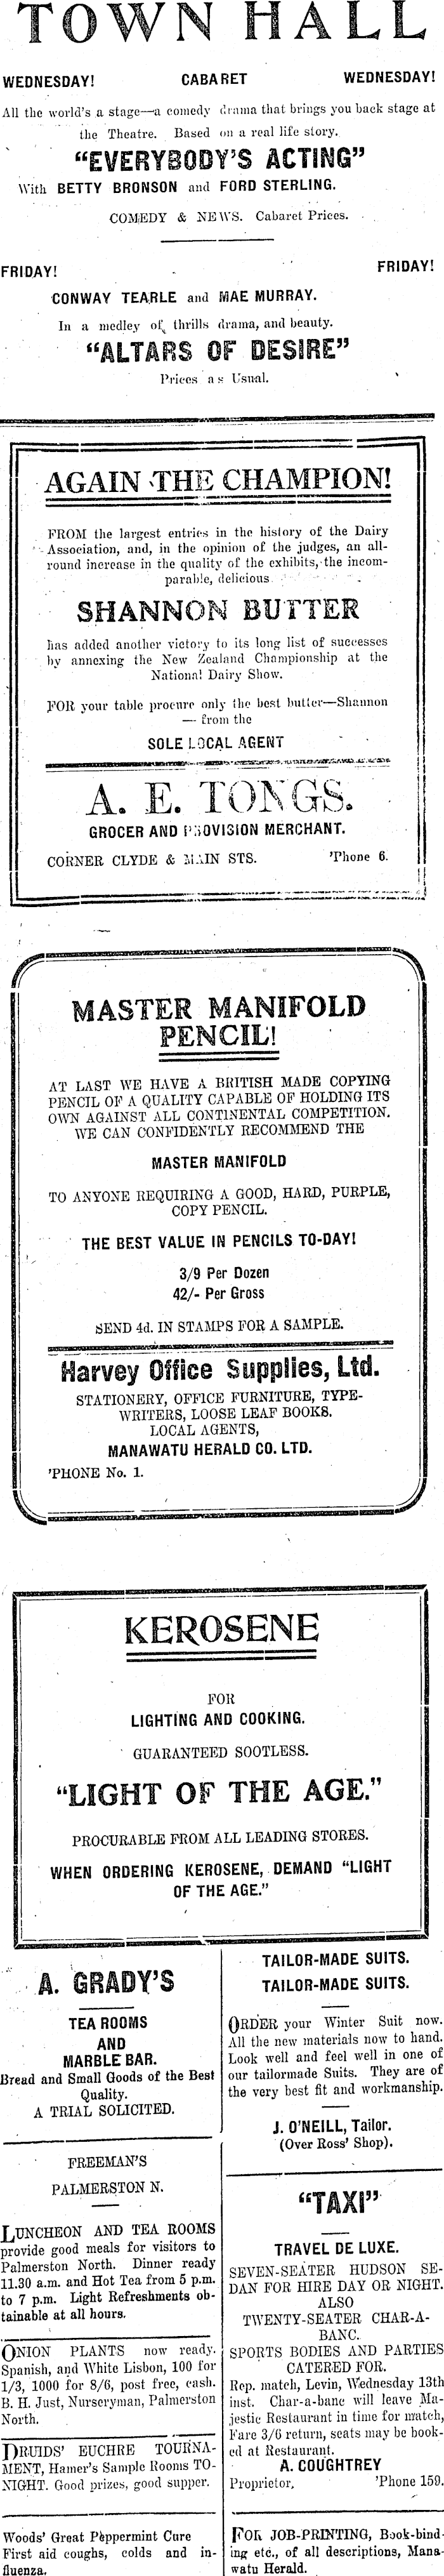 TOWN HALL
WEDNESDAY! CABARET WEDNESDAY!
All the world's a stage—a comedy drama that brings you back stage at
the Theatre. Based on a real life story.
"EVERYBODY'S ACTING"
With BETTY BRONSON and FORD STERLING.
COMEDY & NEWS. Cabaret Prices.
FRIDAY! FRIDAY!
CONWAY TEARLE and MAE MURRAY.
In a medley of thrills drama, and beauty.
"ALTARS OF DESIRE"
Prices as Usual.
AGAIN THE CHAMPION!
FROM the largest entries in the history of the Dairy
Association, and, in the opinion of the judges, an all-
round increase in the quality of the exhibits, the incom-
parable, delicious
SHANNON BUTTER
has added another victory to its long list of successes
by annexing the New Zealand Championship at the
National Dairy Show.
FOR your table procure only the best butter—Shannon
— from the
SOLE LOCAL AGENT
A. E. TONGS.
GROCER AND PROVISION MERCHANT.
CORNER CLYDE & MAIN STS. 'Phone 6.
MASTER MANIFOLD
PENCIL!
AT LAST WE HAVE A BRITISH MADE COPYING
PENCIL OF A QUALITY CAPABLE OF HOLDING ITS
OWN AGAINST ALL CONTINENTAL COMPETITION.
WE CAN CONFIDENTLY RECOMMEND THE
MASTER MANIFOLD
TO ANYONE REQUIRING A GOOD, HARD, PURPLE,
COPY PENCIL.
THE BEST VALUE IN PENCILS TO-DAY!
3/9 Per Dozen
42/- Per Gross
SEND 4d. IN STAMPS FOR A SAMPLE.
Harvey Office Supplies, Ltd.
STATIONERY, OFFICE FURNITURE, TYPE-
WRITERS, LOOSE LEAF BOOKS.
LOCAL AGENTS,
MANAWATU HERALD CO. LTD.
'PHONE No. 1.
KEROSENE
FOR
LIGHTING AND COOKING.
GUARANTEED SOOTLESS.
"LIGHT OF THE AGE."
PROCURABLE FROM ALL LEADING STORES.
WHEN ORDERING KEROSENE, DEMAND "LIGHT
OF THE AGE."
A. GRADY'S
TEA ROOMS
AND
MARBLE BAR.
Bread and Small Goods of the Best
Quality.
A TRIAL SOLICITED.
FREEMAN'S
PALMERSTON N.
LUNCHEON AND TEA ROOMS
provide good meals for visitors to
Palmerston North. Dinner ready
11.30 a.m. and Hot Tea from 5 p.m.
to 7 p.m. Light Refreshments ob-
tainable at all hours.
ONION PLANTS now ready.
Spanish, and White Lisbon, 100 for
1/3, 1000 for 8/6, post free, cash.
B. H. Just, Nurseryman, Palmerston
North.
DRUIDS' EUCHRE TOURNA-
MENT, Hamer's Sample Rooms TO-
NIGHT. Good prizes, good supper.
Woods' Great Peppermint Cure
First aid coughs, colds and in-
fluenza.
TAILOR-MADE SUITS.
TAILOR-MADE SUITS.
ORDER your Winter Suit now.
All the new materials now to hand.
Look well and feel well in one of
our tailormade Suits. They are of
the very best fit and workmanship.
J. O'NEILL, Tailor.
(Over Ross' Shop).
"TAXI"
TRAVEL DE LUXE.
SEVEN-SEATER HUDSON SE-
DAN FOR HIRE DAY OR NIGHT.
ALSO
TWENTY-SEATER CHAR-A-
BANC.
SPORTS BODIES AND PARTIES
CATERED FOR.
Rep. match, Levin, Wednesday 13th
inst. Char-a-banc will leave Ma-
jestic Restaurant in time for match,
Fare 3/6 return, seats may be book-
ed at Restaurant.
A. COUGHTREY
Proprietor, 'Phone 159.
FOR JOB-PRINTING, Book-bind-
ing etc., of all descriptions, Mana-
watu Herald.